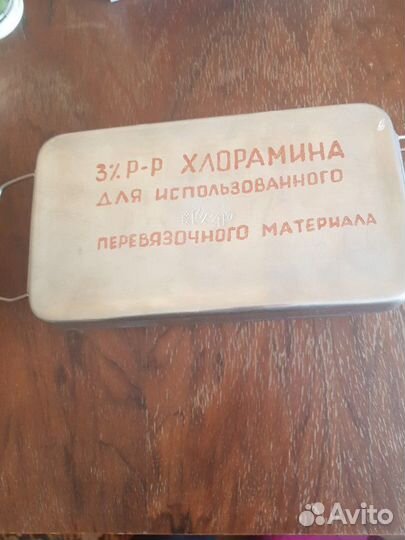 3% Р-Р ХЛОРАМИНА
ДЛЯ ИСПОЛЬЗОВАННОГО
ПЕРЕВЯЗОЧНОГО МАТЕРИАЛА
Avito